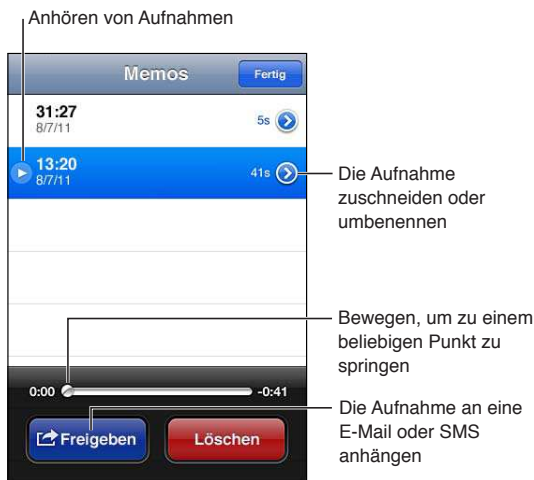 Anhören von Aufnahmen
Memos
Fertig
31:27
8/7/11
5s
13:20
8/7/11
41s
Die Aufnahme
zuschneiden oder
umbenennen
Bewegen, um zu einem
beliebigen Punkt zu
springen
0:00
-0:41
Die Aufnahme an eine
E-Mail oder SMS
anhängen
Freigeben
Löschen